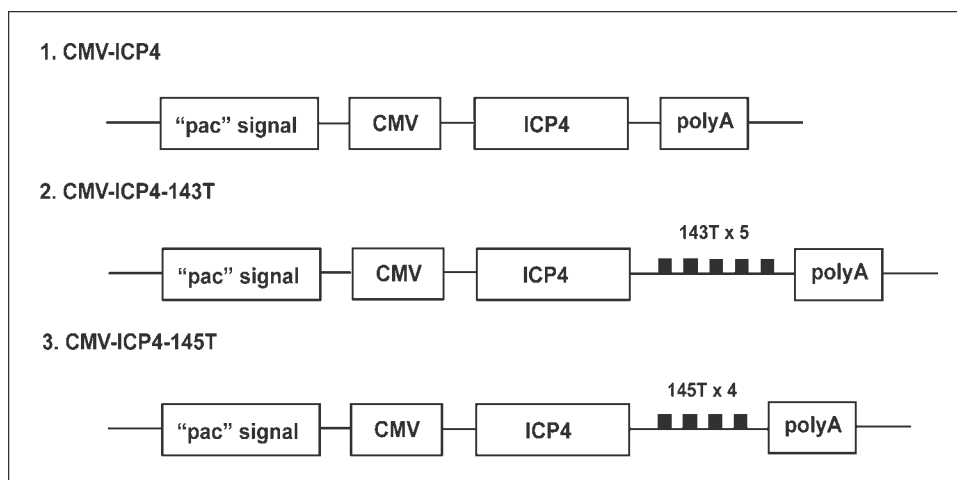 1. CMV-ICP4
"pac" signal CMV ICP4 polyA
2. CMV-ICP4-143T
143T x 5
"pac" signal CMV ICP4 polyA
3. CMV-ICP4-145T
145T x 4
"pac" signal CMV ICP4 polyA